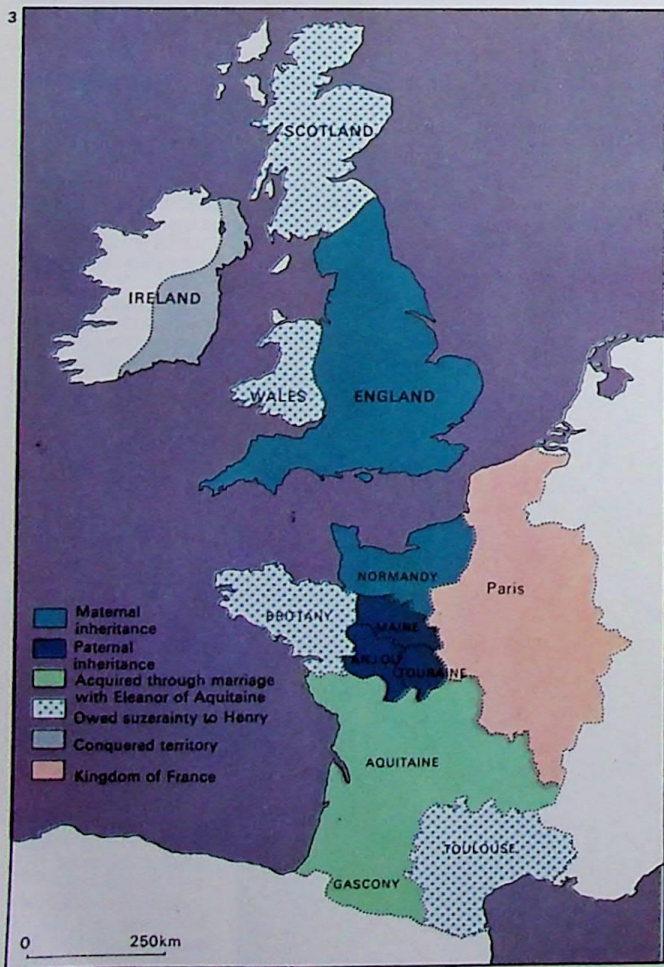 3
SCOTLAND
IRELAND
WALES
ENGLAND
NORMANDY
Paris
BROTANY
MAINE
ANJOU
TOURAINE
AQUITAINE
TOULOUSE
GASCONY
Maternal
inheritance
Paternal
inheritance
Acquired through marriage
with Eleanor of Aquitaine
Owed suzerainty to Henry
Conquered territory
Kingdom of France
0 250km